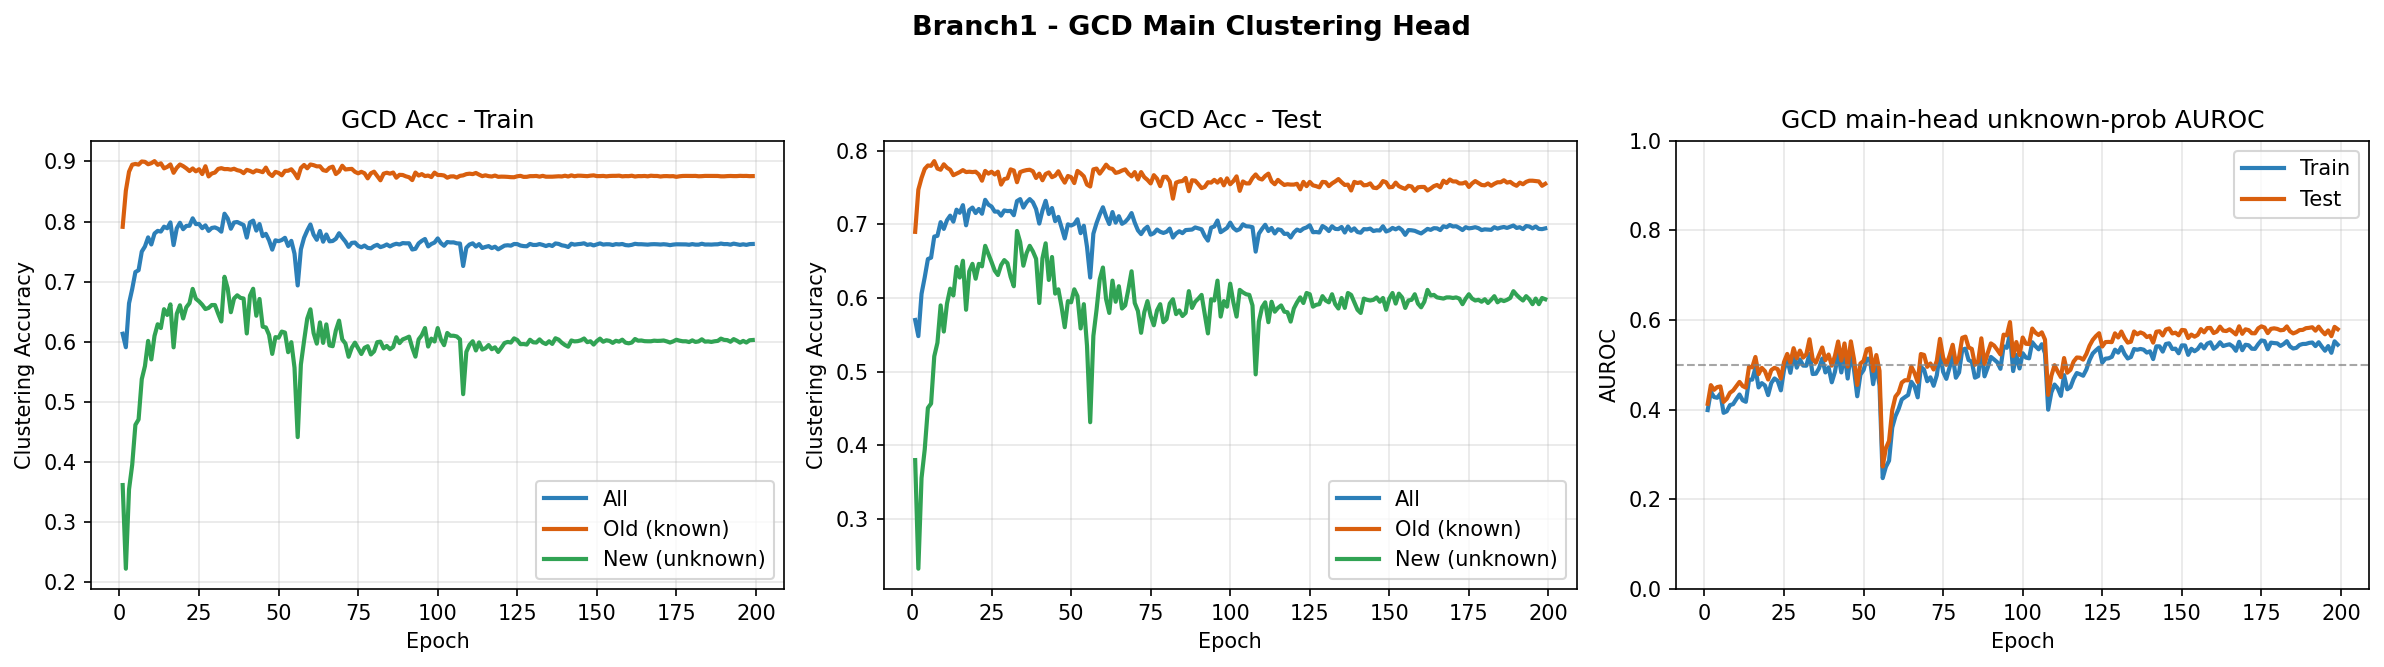 Branch1 - GCD Main Clustering Head
GCD Acc - Train
Clustering Accuracy
0.9
0.8
0.7
0.6
0.5
0.4
0.3
0.2
0 25 50 75 100 125 150 175 200
Epoch
All
Old (known)
New (unknown)
GCD Acc - Test
Clustering Accuracy
0.8
0.7
0.6
0.5
0.4
0.3
0 25 50 75 100 125 150 175 200
Epoch
All
Old (known)
New (unknown)
GCD main-head unknown-prob AUROC
AUROC
1.0
0.8
0.6
0.4
0.2
0.0
0 25 50 75 100 125 150 175 200
Epoch
Train
Test